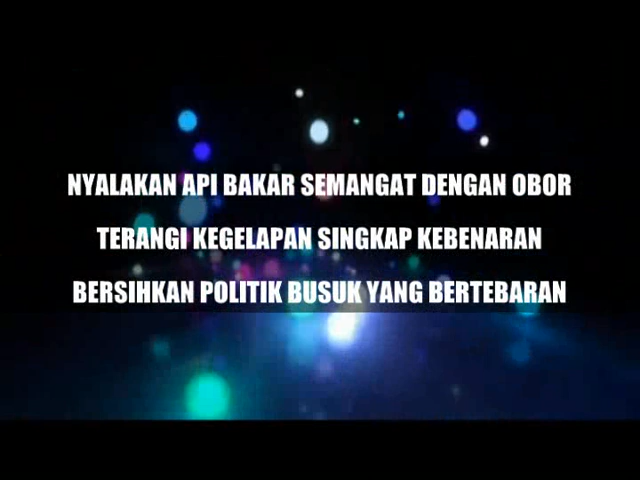 NYALAKAN API BAKAR SEMANGAT DENGAN OBOR
TERANGI KEGELAPAN SINGKAP KEBENARAN
BERSIHKAN POLITIK BUSUK YANG BERTEBARAN